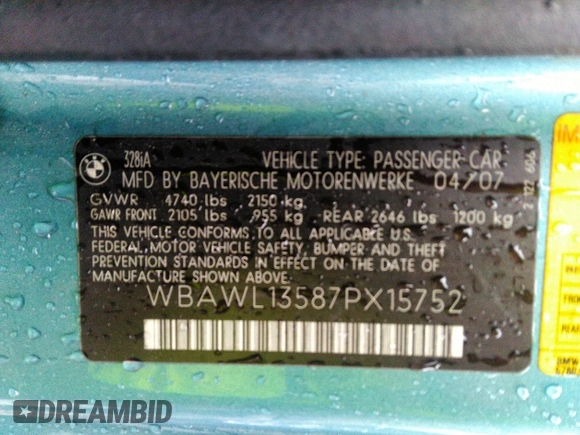 328iA VEHICLE TYPE: PASSENGER-CAR
MFD BY BAYERISCHE MOTORENWERKE 04/07
GVWR 4740 lbs 2150 kg
GAWR FRONT 2105 lbs 955 kg REAR 2646 lbs 1200 kg
THIS VEHICLE CONFORMS TO ALL APPLICABLE U.S.
FEDERAL MOTOR VEHICLE SAFETY, BUMPER AND THEFT
PREVENTION STANDARDS IN EFFECT ON THE DATE OF
MANUFACTURE SHOWN ABOVE.
WBAWL13587PX15752
BMW
DREAMBID